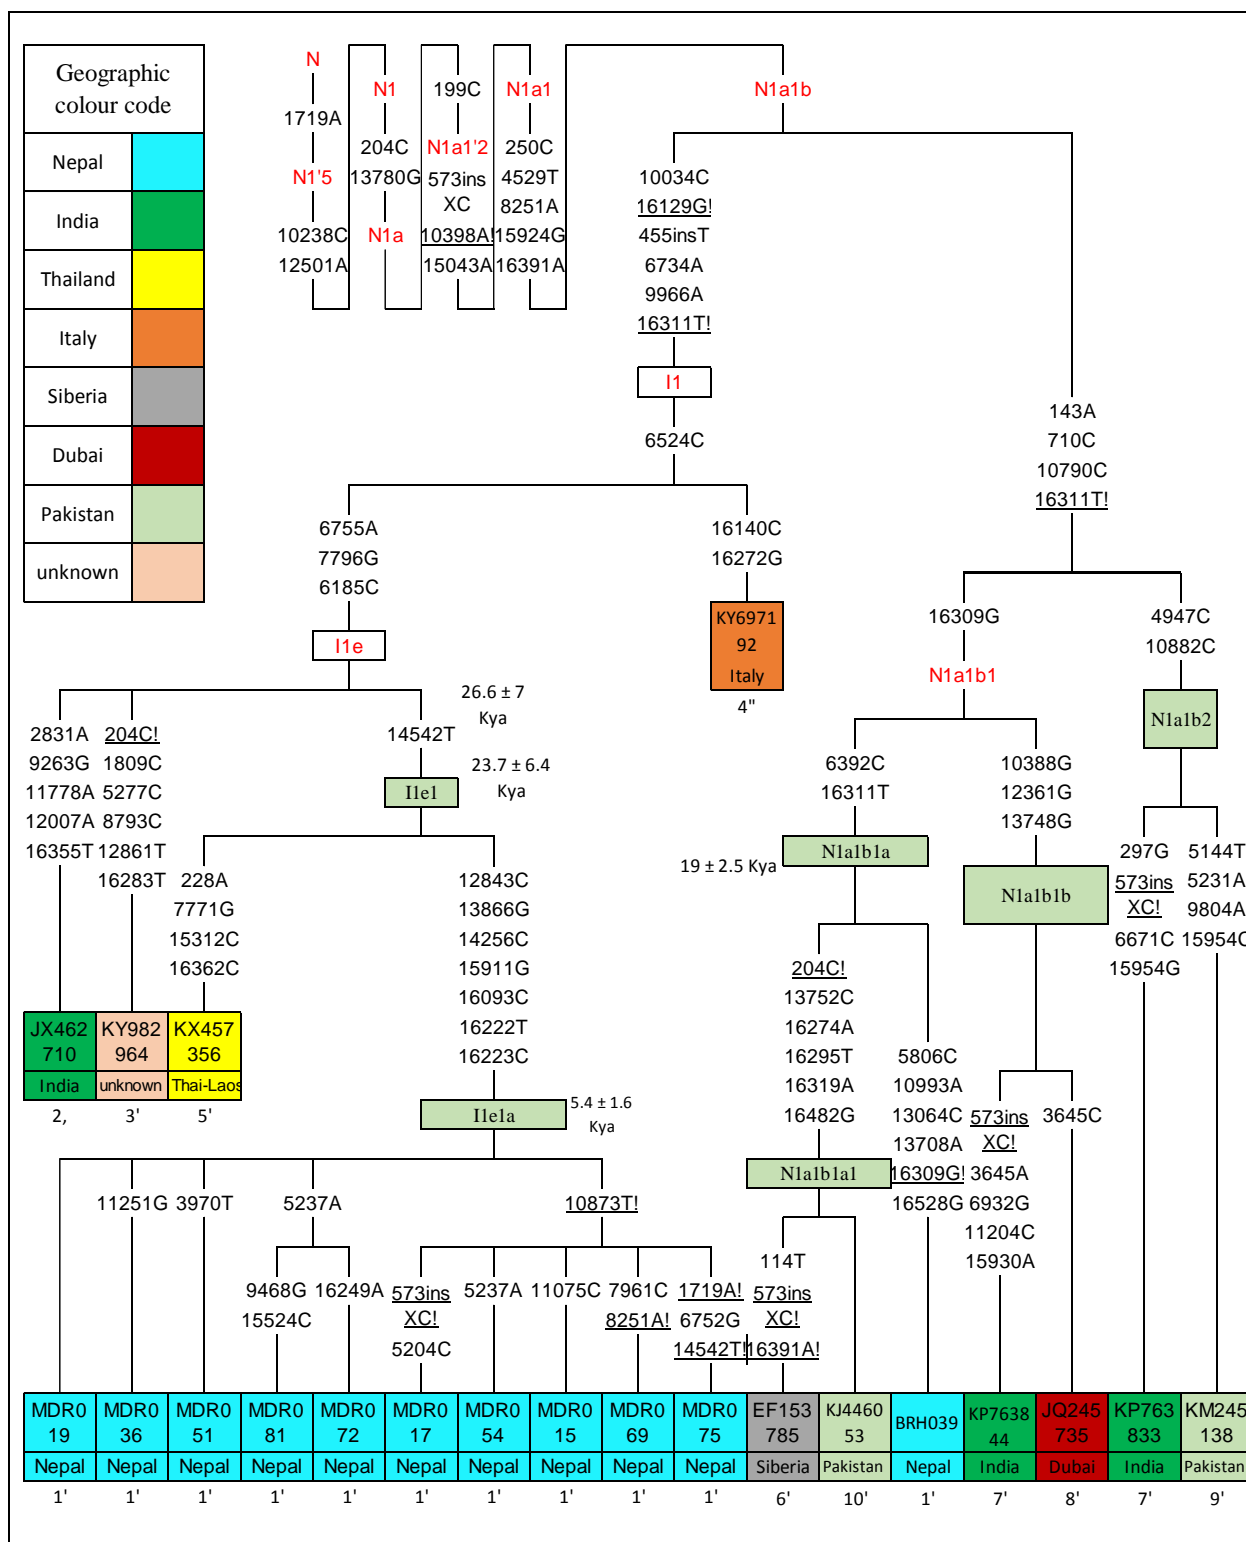 Geographic
colour code
Nepal
India
Thailand
Italy
Siberia
Dubai
Pakistan
unknown
N
1719A
N1'5
10238C
12501A
N1
204C
13780G
N1a
199C
N1a1'2
573ins
XC
10398A!
15043A
N1a1
250C
4529T
8251A
15924G
16391A
N1a1b
10034C
16129G!
455insT
6734A
9966A
16311T!
I1
6524C
143A
710C
10790C
16311T!
6755A
7796G
6185C
I1e
16140C
16272G
KY6971
92
Italy
4"
16309G
N1a1b1
4947C
10882C
N1a1b2
2831A
9263G
11778A
12007A
16355T
204C!
1809C
5277C
8793C
12861T
16283T
14542T
26.6 ± 7
Kya
23.7 ± 6.4
Kya
I1e1
6392C
16311T
19 ± 2.5 Kya
N1a1b1a
10388G
12361G
13748G
N1a1b1b
297G
573ins
XC!
6671C
15954G
5144T
5231A
9804A
15954C
228A
7771G
15312C
16362C
12843C
13866G
14256C
15911G
16093C
16222T
16223C
JX462
710
India
2,
KY982
964
unknown
3'
KX457
356
Thai-Laos
5'
I1e1a
5.4 ± 1.6
Kya
204C!
13752C
16274A
16295T
16319A
16482G
N1a1b1a1
5806C
10993A
13064C
13708A
16309G!
16528G
573ins
XC!
3645A
6932G
11204C
15930A
3645C
11251G
3970T
5237A
10873T!
9468G
15524C
16249A
573ins
XC!
5204C
5237A
11075C
7961C
8251A!
1719A!
6752G
14542T!
114T
573ins
XC!
16391A!
MDR0
19
Nepal
1'
MDR0
36
Nepal
1'
MDR0
51
Nepal
1'
MDR0
81
Nepal
1'
MDR0
72
Nepal
1'
MDR0
17
Nepal
1'
MDR0
54
Nepal
1'
MDR0
15
Nepal
1'
MDR0
69
Nepal
1'
MDR0
75
Nepal
1'
EF153
785
Siberia
6'
KJ4460
53
Pakistan
10'
BRH039
Nepal
1'
KP7638
44
India
7'
JQ245
735
Dubai
8'
KP763
833
India
7'
KM245
138
Pakistan
9'